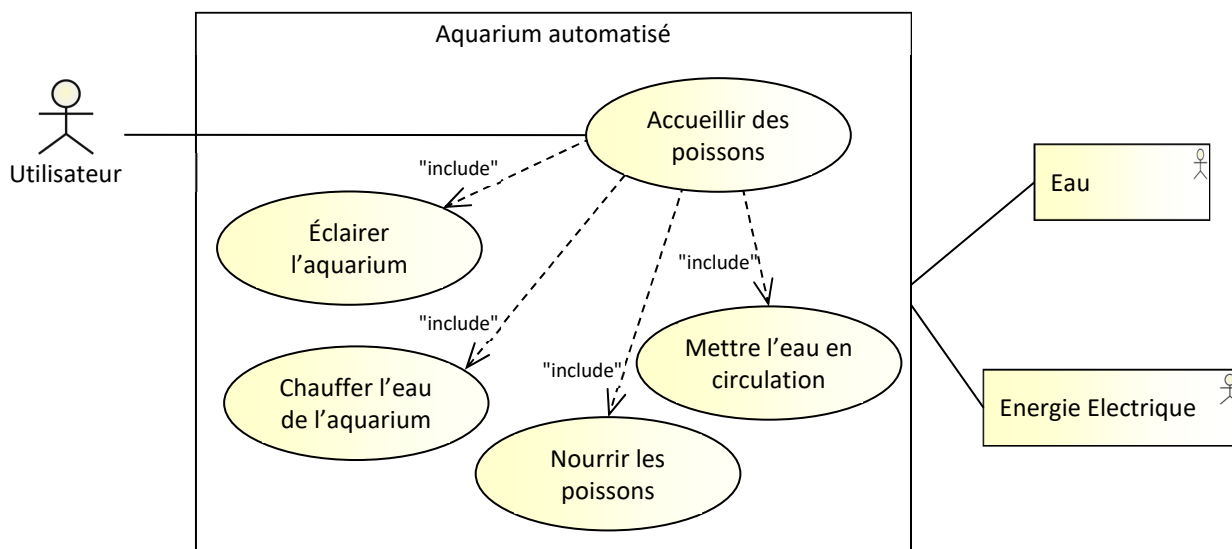 Aquarium automatisé
Utilisateur
Accueillir des
poissons
"include"
Éclairer
l’aquarium
"include"
"include"
Chauffer l’eau
de l’aquarium
"include"
Mettre l’eau en
circulation
Nourrir les
poissons
Eau
Energie Electrique